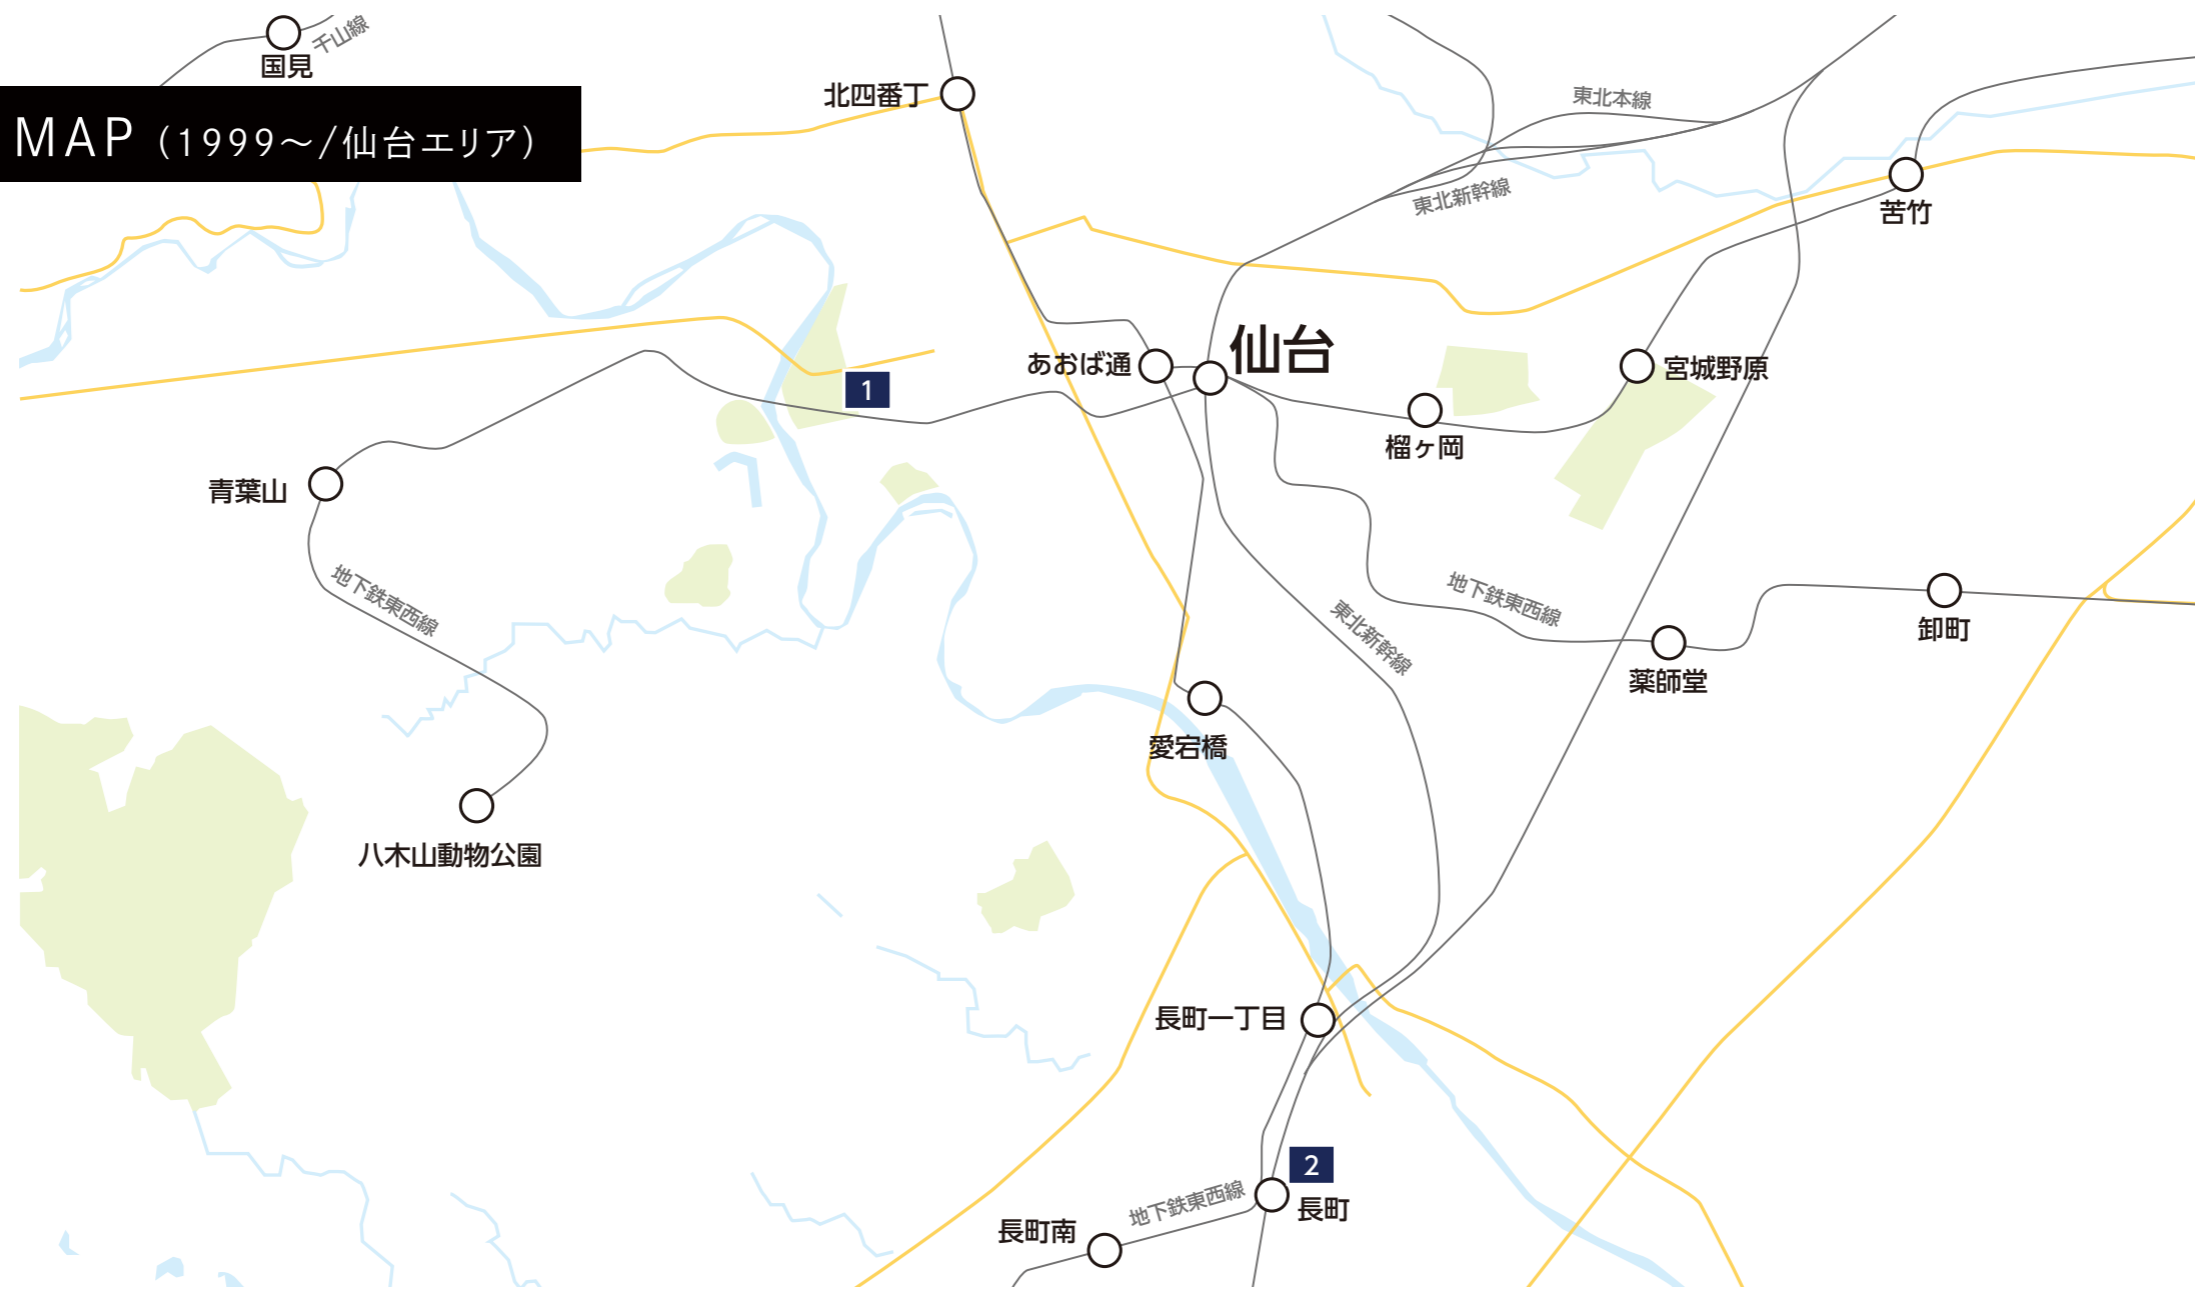 千山線
国見
北四番丁
MAP (1999〜/仙台エリア)
東北本線
東北新幹線
苦竹
仙台
あおば通
宮城野原
1
榴ヶ岡
青葉山
地下鉄東西線
地下鉄東西線
東北新幹線
卸町
薬師堂
愛宕橋
八木山動物公園
長町一丁目
2
地下鉄東西線
長町
長町南